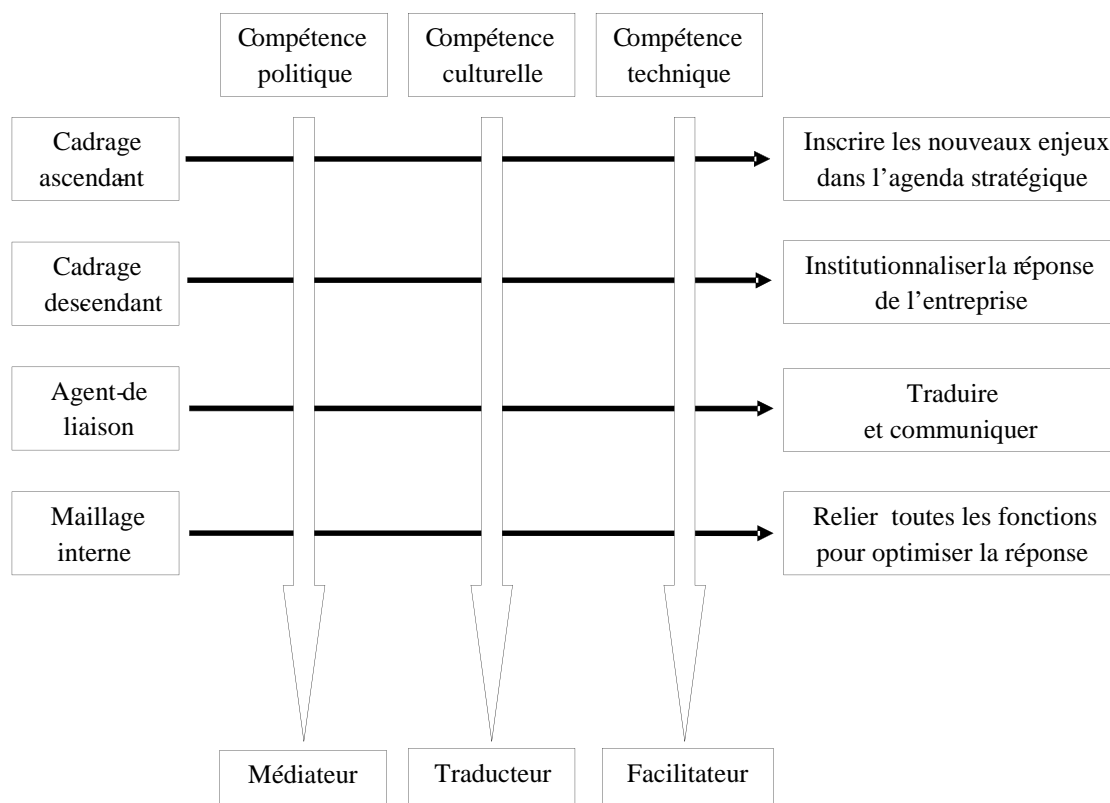 Compétence
politique
Compétence
culturelle
Compétence
technique
Cadrage
ascendant
Inscrire les nouveaux enjeux
dans l’agenda stratégique
Cadrage
descendant
Institutionnaliser la réponse
de l’entreprise
Agent-de
liaison
Traduire
et communiquer
Maillage
interne
Relier toutes les fonctions
pour optimiser la réponse
Médiateur
Traducteur
Facilitateur